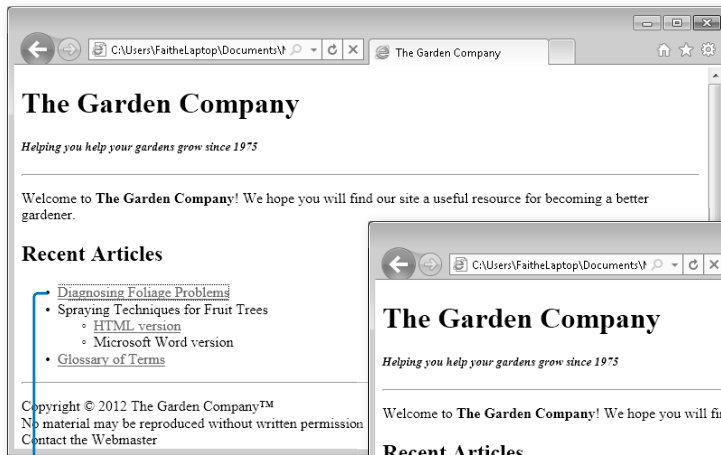 C:\Users\FaitheLaptop\Documents\
The Garden Company
The Garden Company
Helping you help your gardens grow since 1975
Welcome to The Garden Company! We hope you will find our site a useful resource for becoming a better
gardener.
Recent Articles
• Diagnosing Foliage Problems
• Spraying Techniques for Fruit Trees
◦ HTML version
◦ Microsoft Word version
• Glossary of Terms
Copyright © 2012 The Garden Company™
No material may be reproduced without written permission
Contact the Webmaster
C:\Users\FaitheLaptop\Documents\
The Garden Company
Helping you help your gardens grow since 1975
Welcome to The Garden Company! We hope you will
Recent Articles